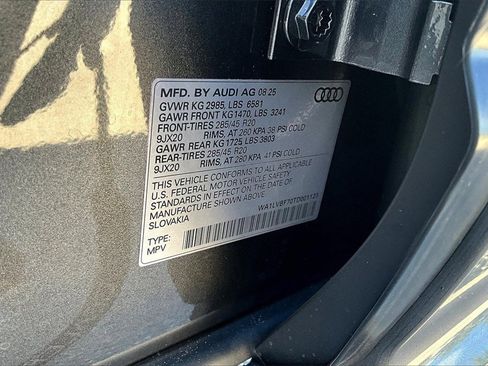 MFD. BY AUDI AG 08 25
GVWR KG 2985, LBS 6581
GAWR FRONT KG1470, LBS 3241
FRONT-TIRES 285/45 R20
9JX20 RIMS, AT 260 KPA 38 PSI COLD
GAWR REAR KG 1725 LBS 3803
REAR-TIRES 285/45 R20
9JX20 RIMS, AT 280 KPA 41 PSI COLD
THIS VEHICLE CONFORMS TO ALL APPLICABLE
U.S. FEDERAL MOTOR VEHICLE SAFETY
STANDARDS IN EFFECT ON THE DATE OF
MANUFACTURE SHOWN ABOVE
SLOVAKIA
WA1LVBF70TD001121
TYPE:
MPV